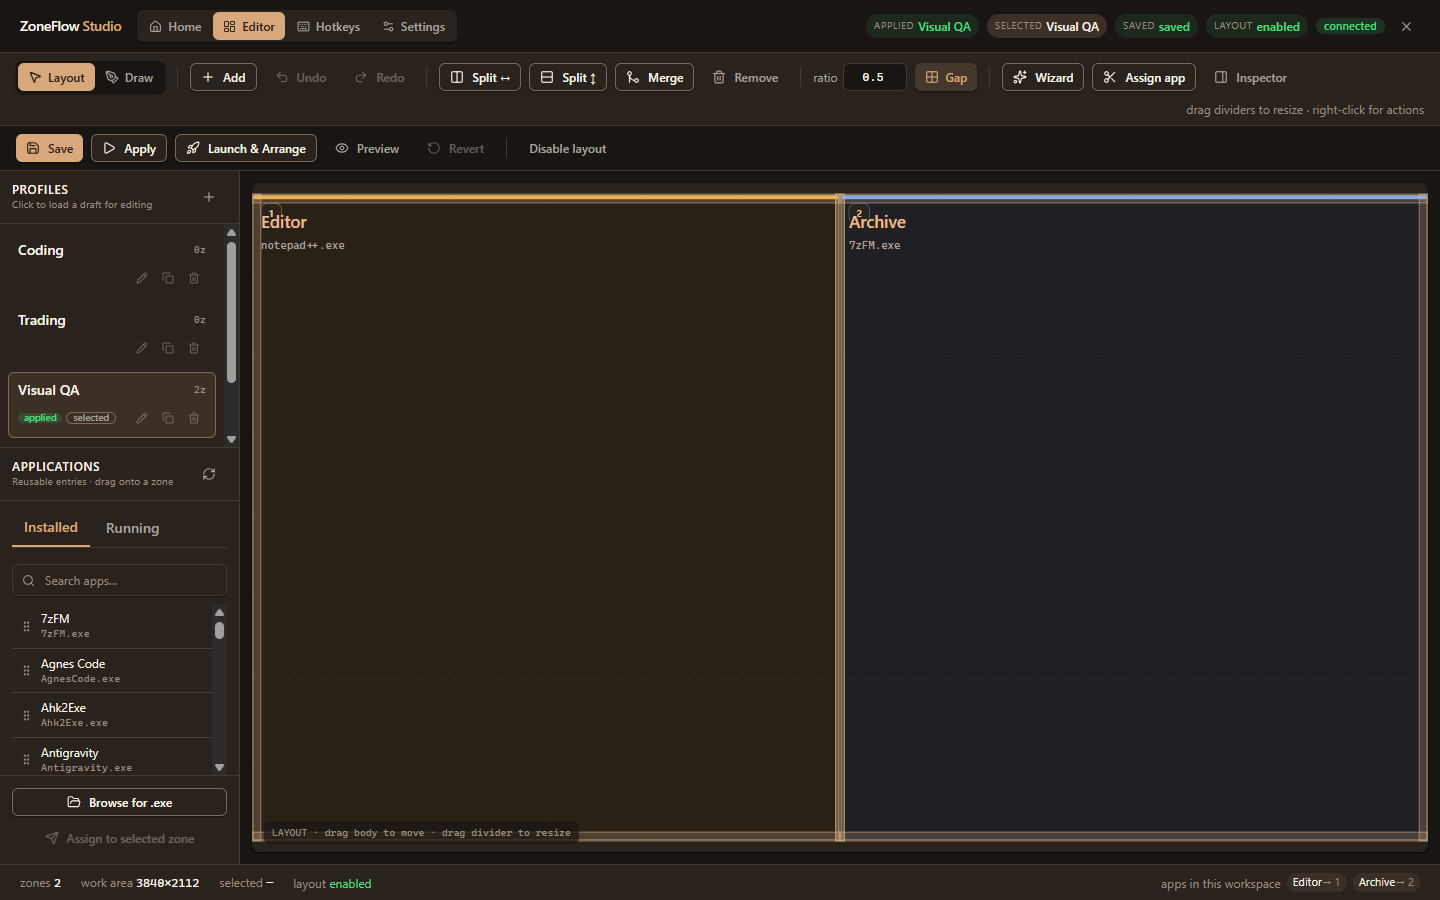 ZoneFlow Studio
Home
Editor
Hotkeys
Settings
APPLIED Visual QA
SELECTED Visual QA
SAVED saved
LAYOUT enabled
connected
Layout
Draw
Add
Undo
Redo
Split ↔
Split ↕
Merge
Remove
ratio 0.5
Gap
Wizard
Assign app
Inspector
drag dividers to resize · right-click for actions
Save
Apply
Launch & Arrange
Preview
Revert
Disable layout
PROFILES
Click to load a draft for editing
Coding 0z
Trading 0z
Visual QA 2z
applied selected
APPLICATIONS
Reusable entries · drag onto a zone
Installed
Running
Search apps...
7zFM
7zFM.exe
Agnes Code
AgnesCode.exe
Ahk2Exe
Ahk2Exe.exe
Antigravity
Antigravity.exe
Browse for .exe
Assign to selected zone
1
Editor
notepad++.exe
2
Archive
7zFM.exe
LAYOUT · drag body to move · drag divider to resize
zones 2
work area 3840×2112
selected —
layout enabled
apps in this workspace
Editor→ 1
Archive→ 2